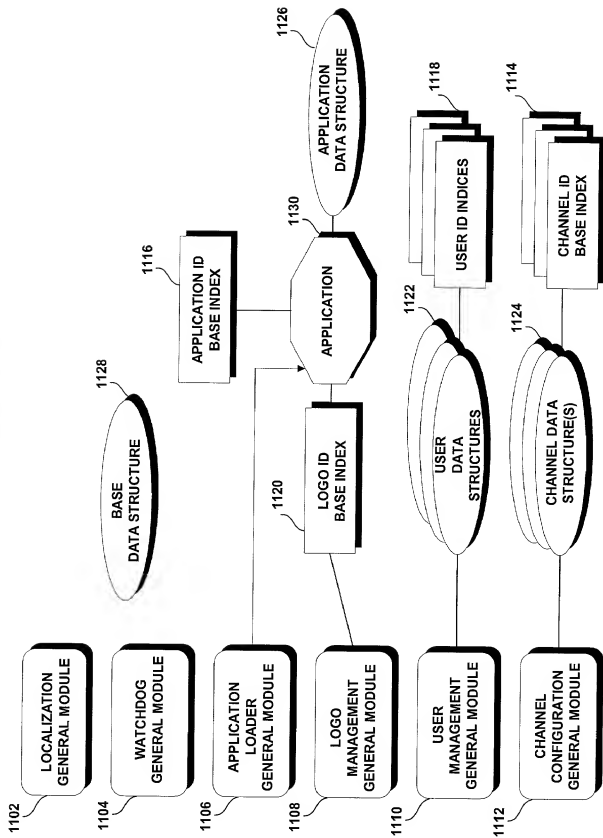 1102
LOCALIZATION
GENERAL MODULE
1104
WATCHDOG
GENERAL MODULE
1106
APPLICATION
LOADER
GENERAL MODULE
1108
LOGO
MANAGEMENT
GENERAL MODULE
1110
USER
MANAGEMENT
GENERAL MODULE
1112
CHANNEL
CONFIGURATION
GENERAL MODULE
1128
BASE
DATA STRUCTURE
1116
APPLICATION ID
BASE INDEX
1120
LOGO ID
BASE INDEX
1130
APPLICATION
1126
APPLICATION
DATA STRUCTURE
1122
USER
DATA
STRUCTURES
1118
USER ID INDICES
1124
CHANNEL DATA
STRUCTURE(S)
1114
CHANNEL ID
BASE INDEX